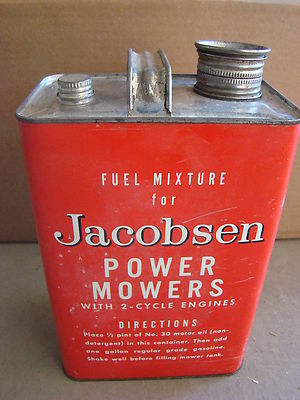 FUEL MIXTURE
for
Jacobsen
POWER
MOWERS
WITH 2-CYCLE ENGINES
DIRECTIONS
Place ½ pint of No. 30 motor oil (non-
detergent) in this container. Then add
one gallon regular grade gasoline.
Shake well before filling mower tank.